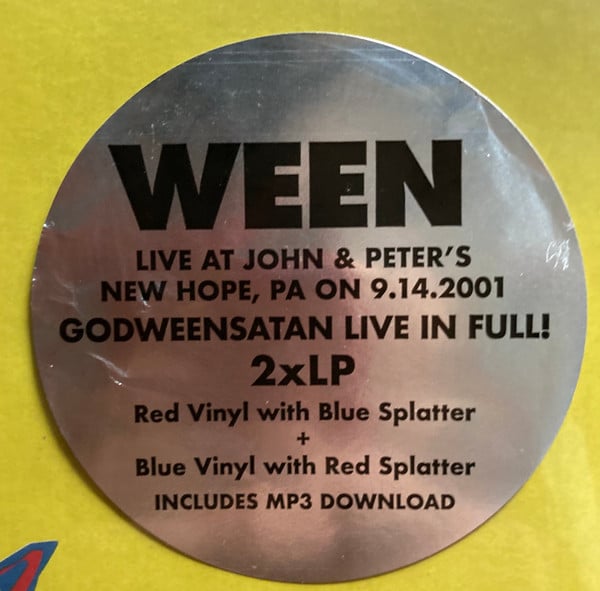 WEEN
LIVE AT JOHN & PETER'S
NEW HOPE, PA ON 9.14.2001
GODWEENSATAN LIVE IN FULL!
2xLP
Red Vinyl with Blue Splatter
+
Blue Vinyl with Red Splatter
INCLUDES MP3 DOWNLOAD